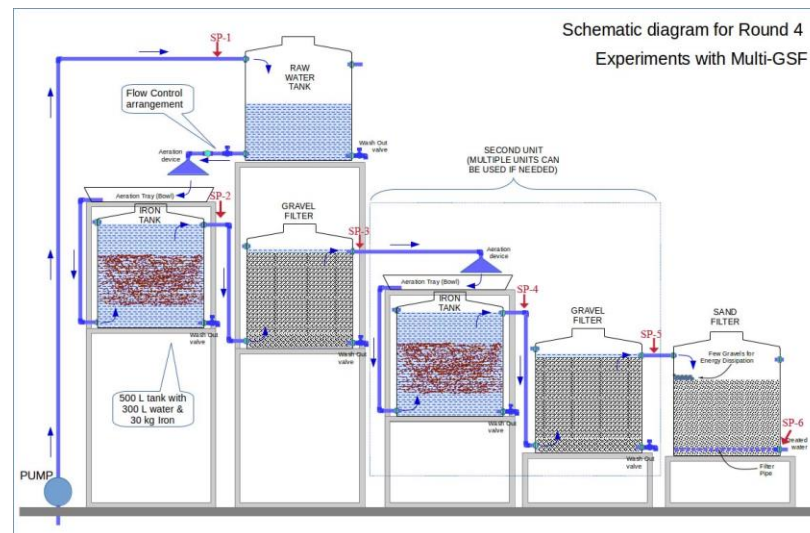 Schematic diagram for Round 4
Experiments with Multi-GSF
SP-1
RAW
WATER
TANK
Flow Control
arrangement
Aeration
device
Wash Out
valve
SECOND UNIT
(MULTIPLE UNITS CAN
BE USED IF NEEDED)
Aeration Tray (Bowl)
SP-2
IRON
TANK
GRAVEL
FILTER
SP-3
Aeration
device
Aeration Tray (Bowl)
SP-4
IRON
TANK
GRAVEL
FILTER
SP-5
SAND
FILTER
Wash Out
valve
Wash Out
valve
Few Gravels for
Energy Dissipation
500 L tank with
300 L water &
30 kg Iron
Wash Out
valve
Wash Out
valve
SP-6
Treated
water
Filter
Pipe
PUMP